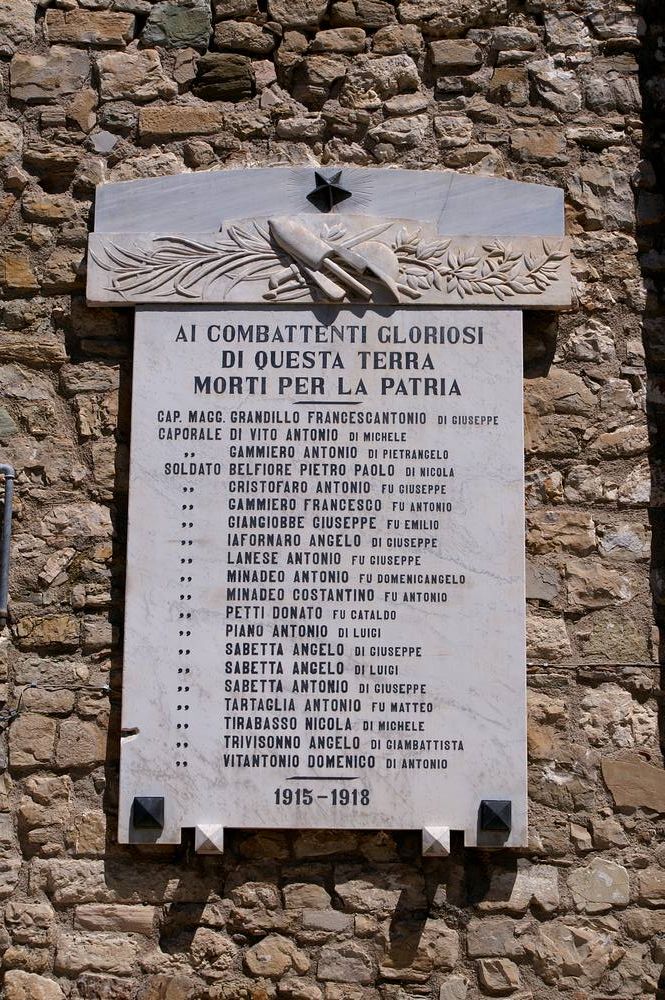 AI COMBATTENTI GLORIOSI
DI QUESTA TERRA
MORTI PER LA PATRIA
CAP. MAGG. GRANDILLO FRANCESCANTONIO DI GIUSEPPE
CAPORALE DI VITO ANTONIO DI MICHELE
„ GAMMIERO ANTONIO DI PIETRANGELO
SOLDATO BELFIORE PIETRO PAOLO DI NICOLA
„ CRISTOFARO ANTONIO FU GIUSEPPE
„ GAMMIERO FRANCESCO FU ANTONIO
„ GIANGIOBBE GIUSEPPE FU EMILIO
„ IAFORNARO ANGELO DI GIUSEPPE
„ LANESE ANTONIO FU GIUSEPPE
„ MINADEO ANTONIO FU DOMENICANGELO
„ MINADEO COSTANTINO FU ANTONIO
„ PETTI DONATO FU CATALDO
„ PIANO ANTONIO DI LUIGI
„ SABETTA ANGELO DI GIUSEPPE
„ SABETTA ANGELO DI LUIGI
„ SABETTA ANTONIO DI GIUSEPPE
„ TARTAGLIA ANTONIO FU MATTEO
„ TIRABASSO NICOLA DI MICHELE
„ TRIVISONNO ANGELO DI GIAMBATTISTA
„ VITANTONIO DOMENICO DI ANTONIO
1915-1918